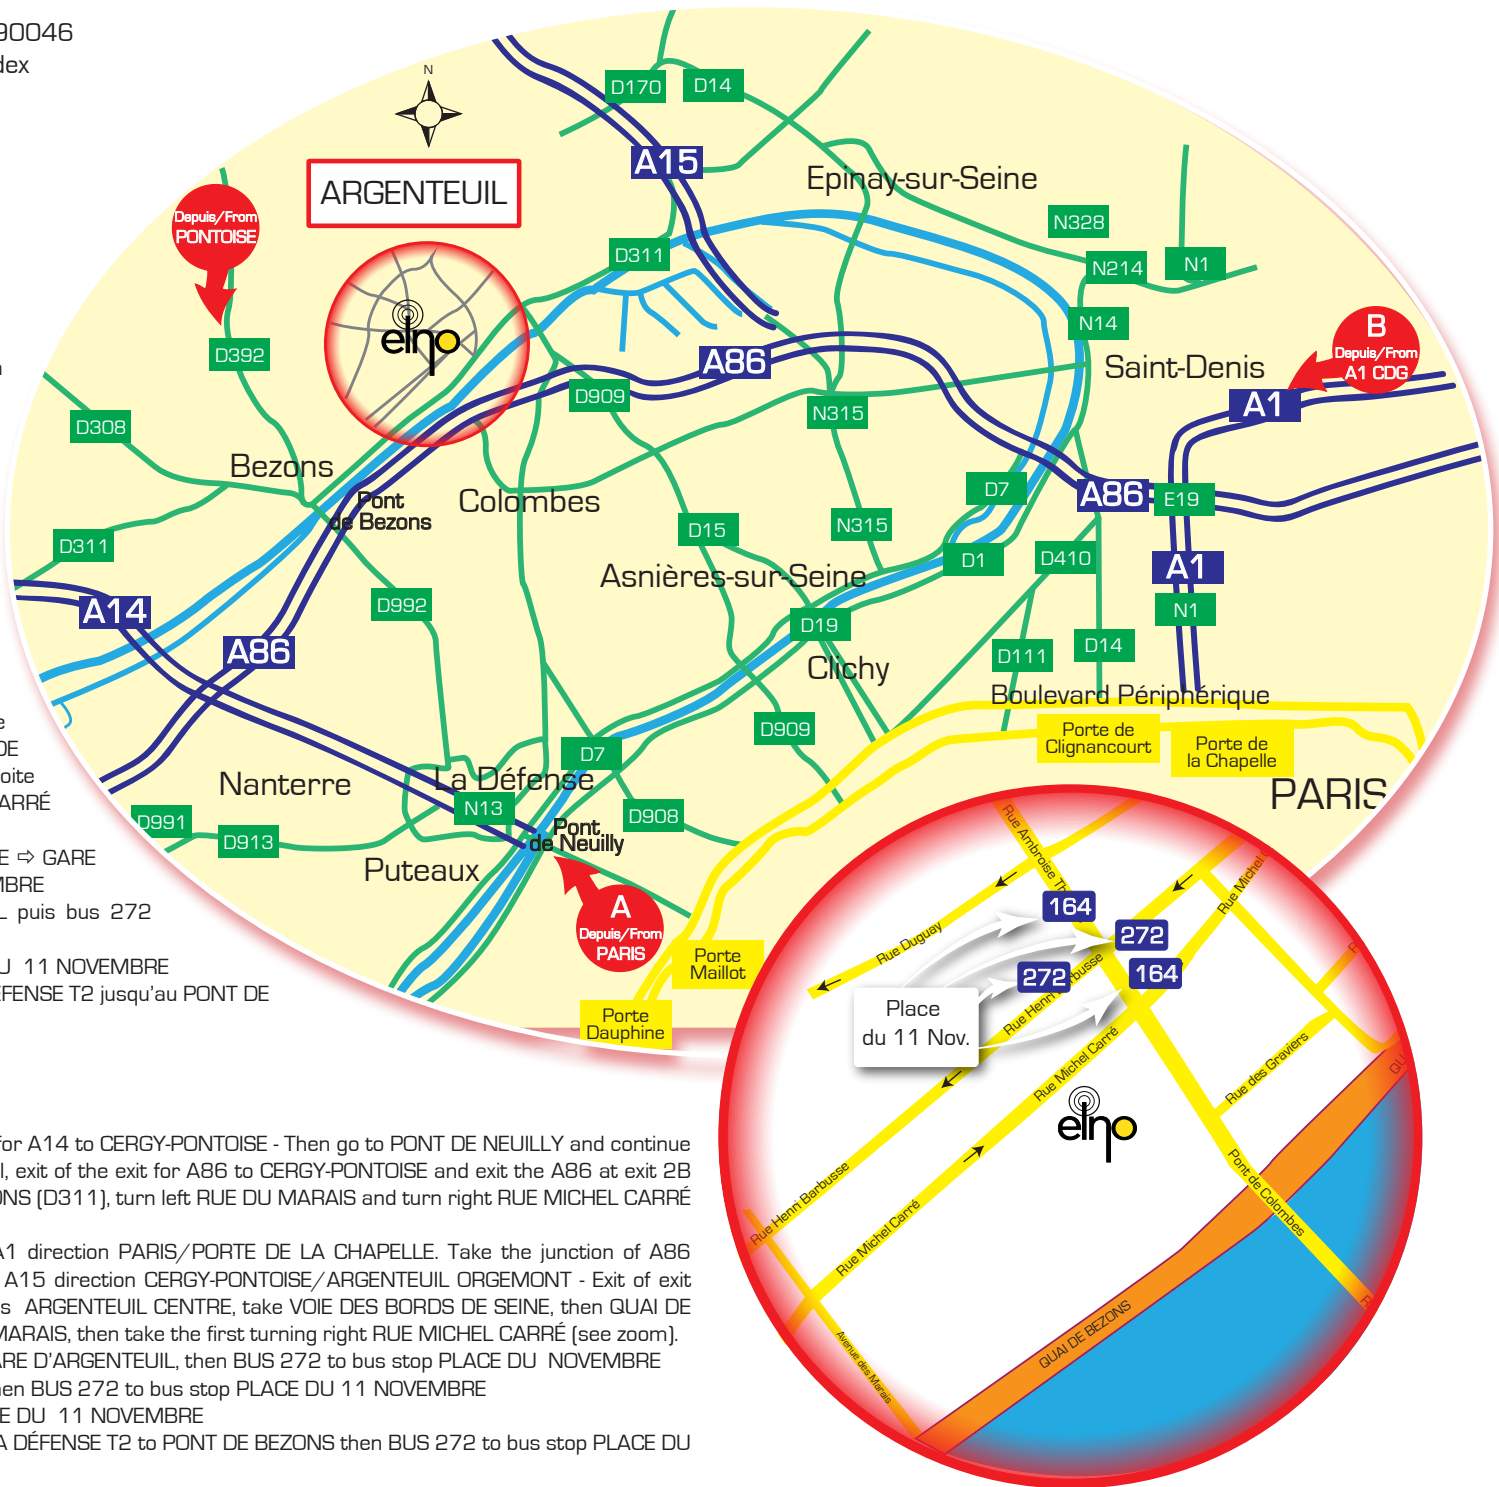 90046
dex
N
ARGENTEUIL
Depuis/From
PONTOISE
D170
D14
A15
Epinay-sur-Seine
N328
N214
N1
D311
N14
B
Depuis/From
A1 CDG
D392
elno
A86
Saint-Denis
A1
D909
N315
D308
Bezons
Colombes
Pont
de Bezons
D7
A86
E19
D311
D15
N315
D1
D410
A1
Asnières-sur-Seine
A14
D992
D19
N1
A86
D111
D14
Clichy
Boulevard Périphérique
D909
Porte de
Clignancourt
Porte de
la Chapelle
D7
Nanterre
La Défense
PARIS
N13
D908
D991
D913
Pont
de Neuilly
Puteaux
A
Depuis/From
PARIS
Porte
Maillot
Porte
Dauphine
e
DE
oite
ARRÉ
E ⇨ GARE
MBRE
L puis bus 272
U 11 NOVEMBRE
ÉFENSE T2 jusqu'au PONT DE
Rue Ambroise Th
Rue Michel
164
272
Rue Duguay
272
164
Rue Henri Barbusse
Place
du 11 Nov.
Rue Michel Carré
Rue des Graviers
QU
elno
Pont de Colombes
Rue Henri Barbusse
Rue Michel Carré
Avenue des Marais
QUAI DE BEZONS
for A14 to CERGY-PONTOISE - Then go to PONT DE NEUILLY and continue
l, exit of the exit for A86 to CERGY-PONTOISE and exit the A86 at exit 2B
ONS (D311), turn left RUE DU MARAIS and turn right RUE MICHEL CARRÉ
A1 direction PARIS/PORTE DE LA CHAPELLE. Take the junction of A86
A15 direction CERGY-PONTOISE/ARGENTEUIL ORGEMONT - Exit of exit
s ARGENTEUIL CENTRE, take VOIE DES BORDS DE SEINE, then QUAI DE
MARAIS, then take the first turning right RUE MICHEL CARRÉ (see zoom).
ARE D'ARGENTEUIL, then BUS 272 to bus stop PLACE DU NOVEMBRE
hen BUS 272 to bus stop PLACE DU 11 NOVEMBRE
E DU 11 NOVEMBRE
A DÉFENSE T2 to PONT DE BEZONS then BUS 272 to bus stop PLACE DU